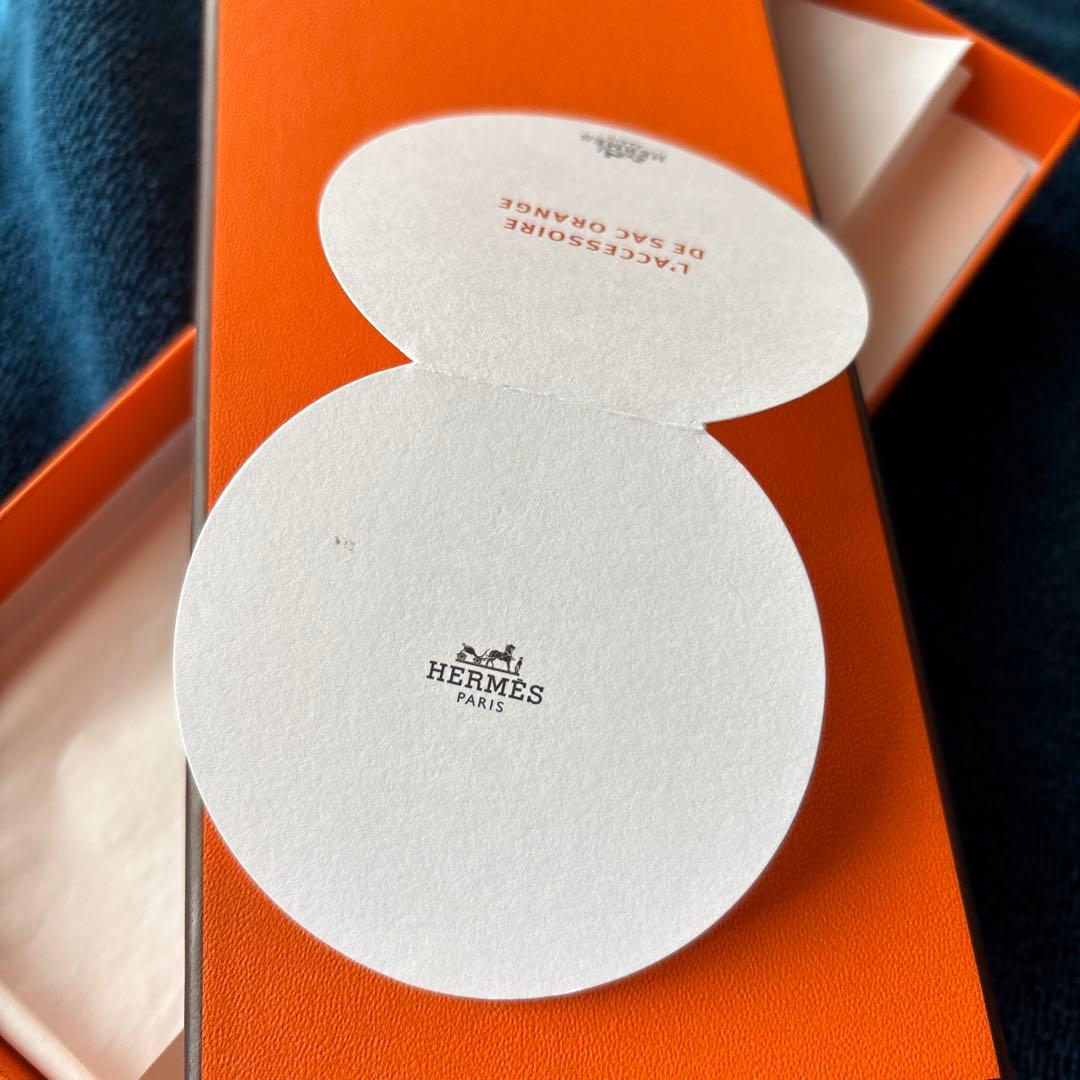 L'ACCESSOIRE
DE SAC ORANGE
HERMÈS
PARIS